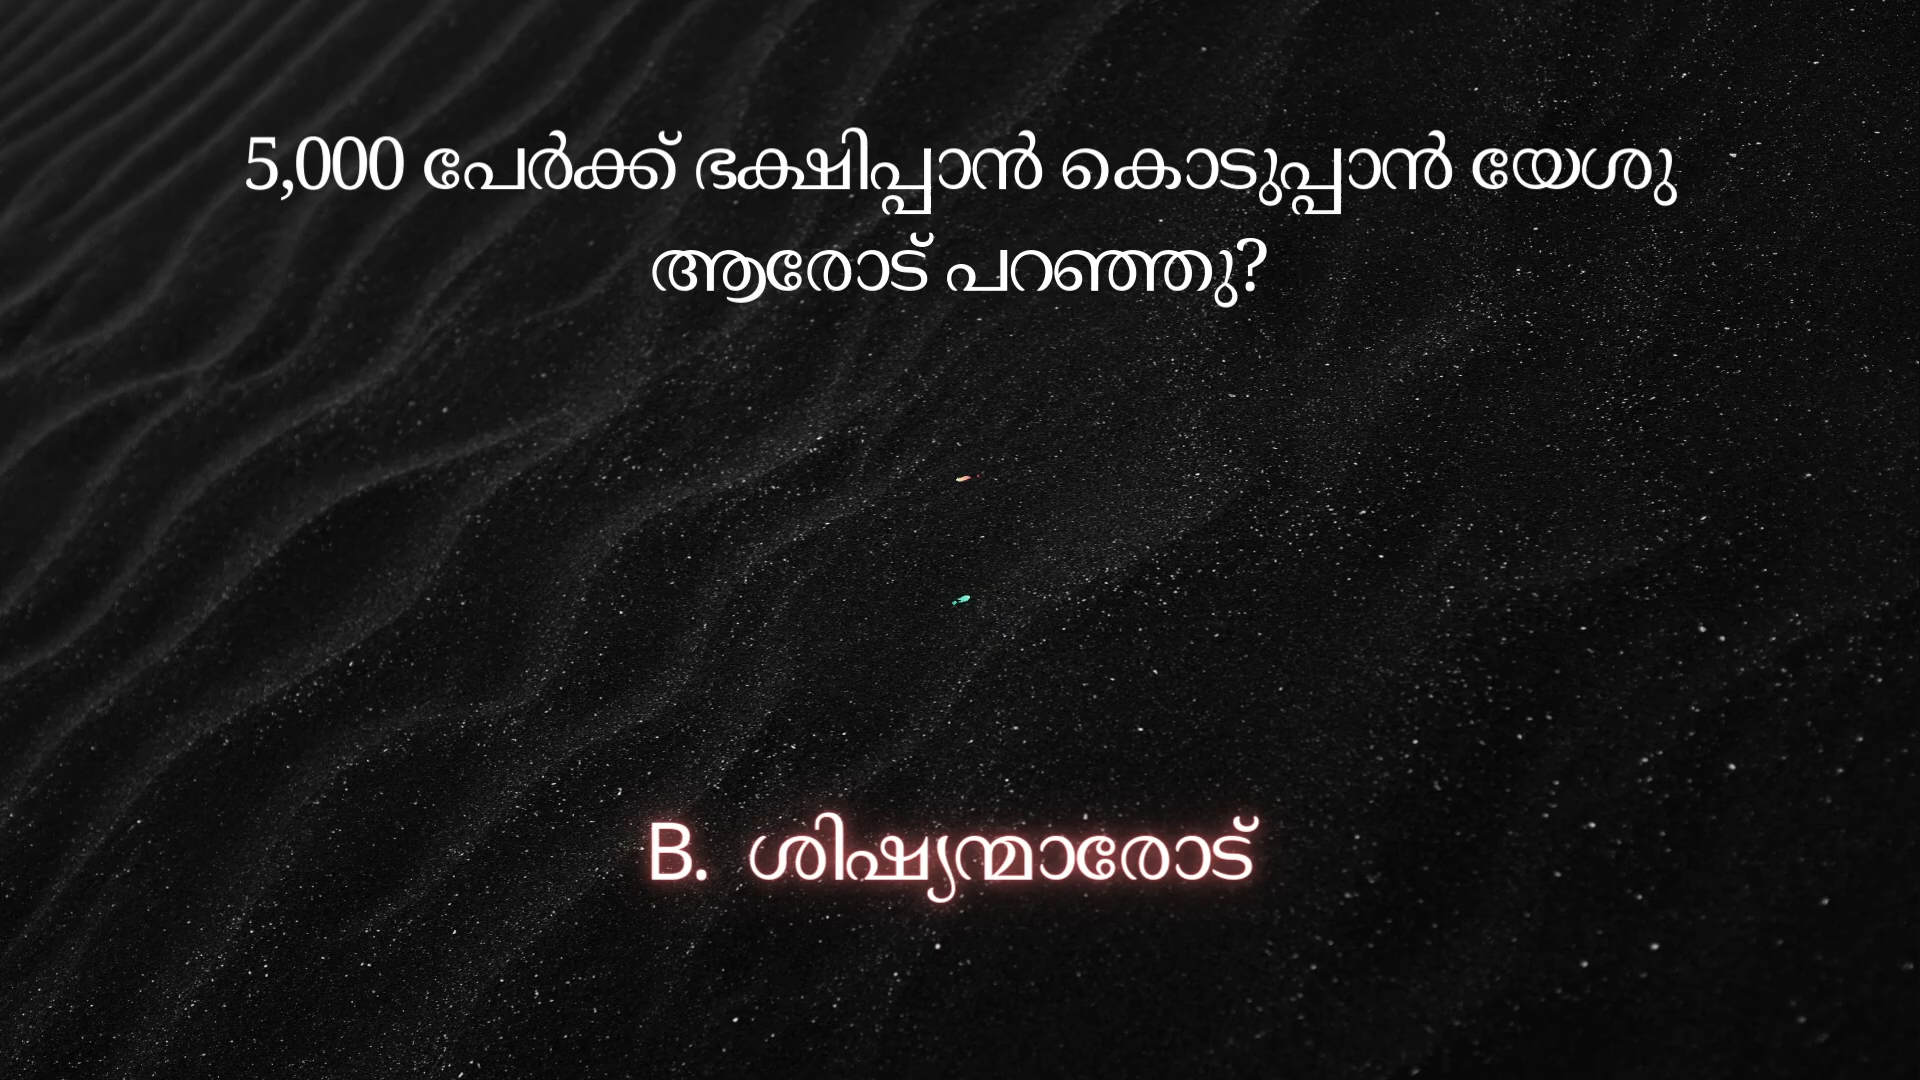 5,000 പേർക്ക് ഭക്ഷിപ്പാൻ കൊടുപ്പാൻ യേശു
ആരോട് പറഞ്ഞു?
B. ശിഷ്യന്മാരോട്